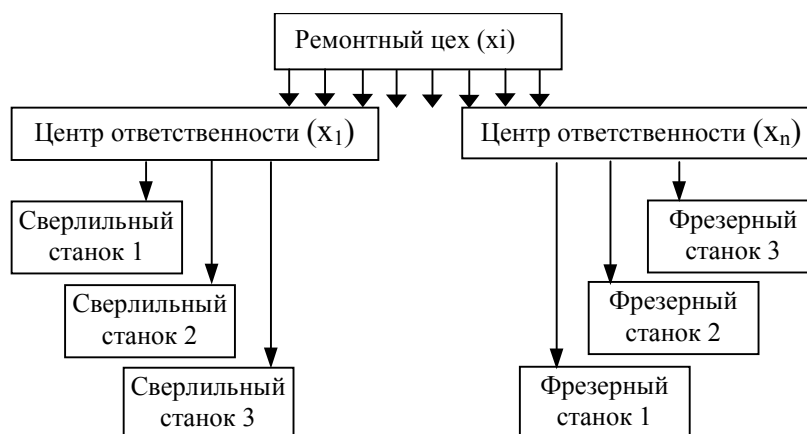 Ремонтный цех (xi)
Центр ответственности (x₁)
Центр ответственности (xₙ)
Сверлильный
станок 1
Фрезерный
станок 3
Сверлильный
станок 2
Фрезерный
станок 2
Сверлильный
станок 3
Фрезерный
станок 1